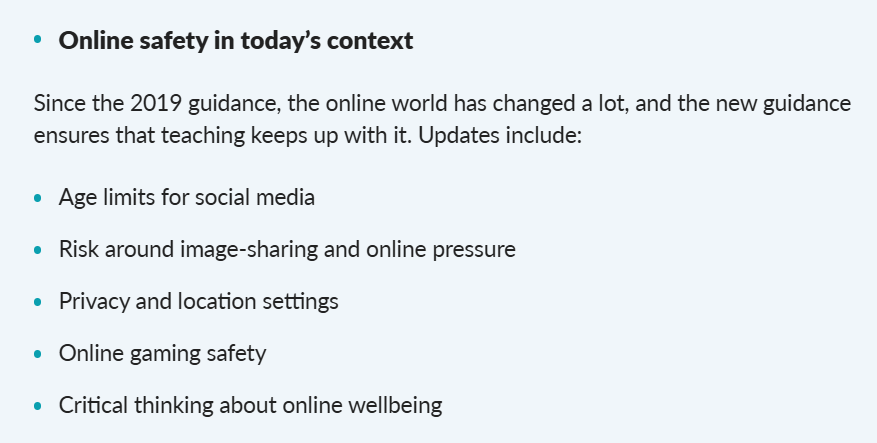 • Online safety in today’s context
Since the 2019 guidance, the online world has changed a lot, and the new guidance
ensures that teaching keeps up with it. Updates include:
• Age limits for social media
• Risk around image-sharing and online pressure
• Privacy and location settings
• Online gaming safety
• Critical thinking about online wellbeing